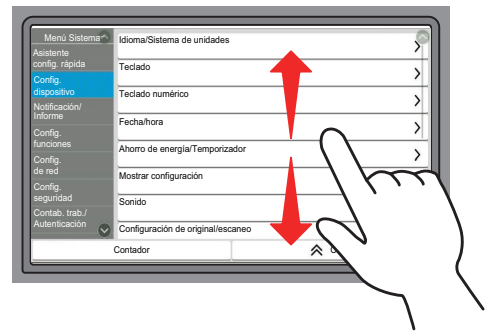 Menú Sistema
Asistente
config. rápida
Config.
dispositivo
Notificación/
Informe
Config.
funciones
Config.
de red
Config.
seguridad
Contab. trab./
Autenticación
Idioma/Sistema de unidades
Teclado
Teclado numérico
Fecha/hora
Ahorro de energía/Temporizador
Mostrar configuración
Sonido
Configuración de original/escaneo
Contador